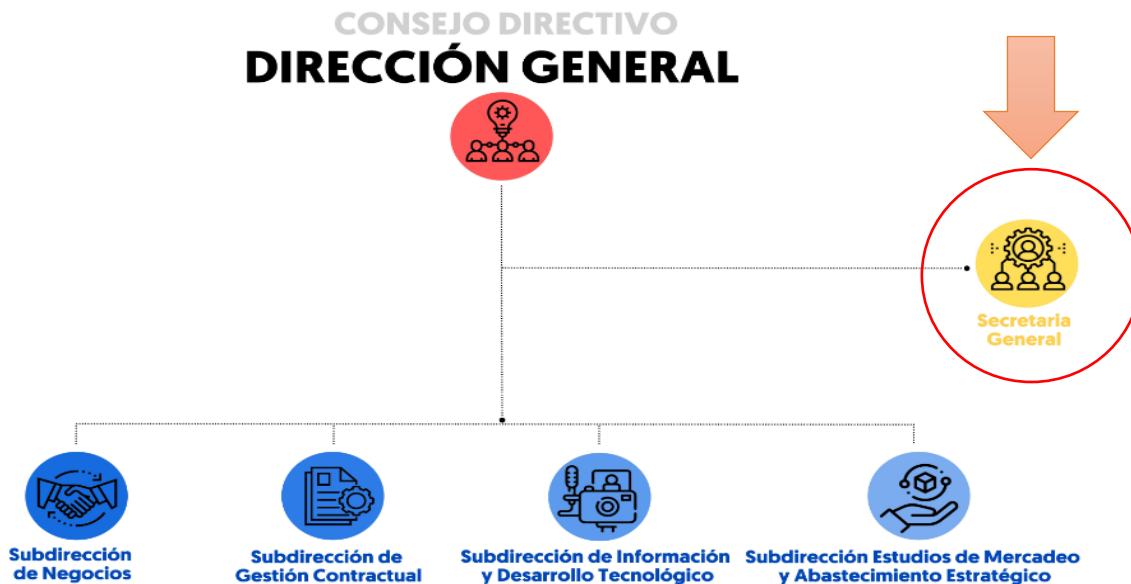 CONSEJO DIRECTIVO
DIRECCIÓN GENERAL
Secretaria
General
Subdirección
de Negocios
Subdirección de
Gestión Contractual
Subdirección de Información
y Desarrollo Tecnológico
Subdirección Estudios de Mercadeo
y Abastecimiento Estratégico